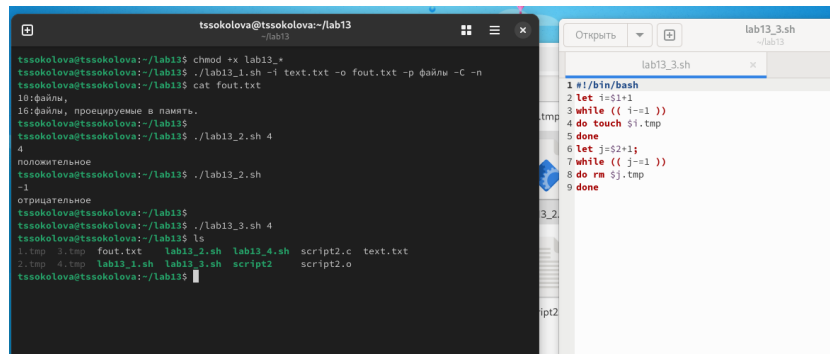 tssokolova@tssokolova:~/lab13
~/lab13
tssokolova@tssokolova:~/lab13$ chmod +x lab13_*
tssokolova@tssokolova:~/lab13$ ./lab13_1.sh -i text.txt -o fout.txt -p файлы -C -n
tssokolova@tssokolova:~/lab13$ cat fout.txt
10:файлы,
16:файлы, проецируемые в память.
tssokolova@tssokolova:~/lab13$
tssokolova@tssokolova:~/lab13$ ./lab13_2.sh 4
4
положительное
tssokolova@tssokolova:~/lab13$ ./lab13_2.sh
-1
отрицательное
tssokolova@tssokolova:~/lab13$
tssokolova@tssokolova:~/lab13$ ./lab13_3.sh 4
tssokolova@tssokolova:~/lab13$ ls
1.tmp 3.tmp fout.txt lab13_2.sh lab13_4.sh script2.c text.txt
2.tmp 4.tmp lab13_1.sh lab13_3.sh script2 script2.o
tssokolova@tssokolova:~/lab13$
.tmp
3_2.
ipt2
Открыть
lab13_3.sh
~/lab13
lab13_3.sh
1 #!/bin/bash
2 let i=$1+1
3 while (( i-=1 ))
4 do touch $i.tmp
5 done
6 let j=$2+1;
7 while (( j-=1 ))
8 do rm $j.tmp
9 done